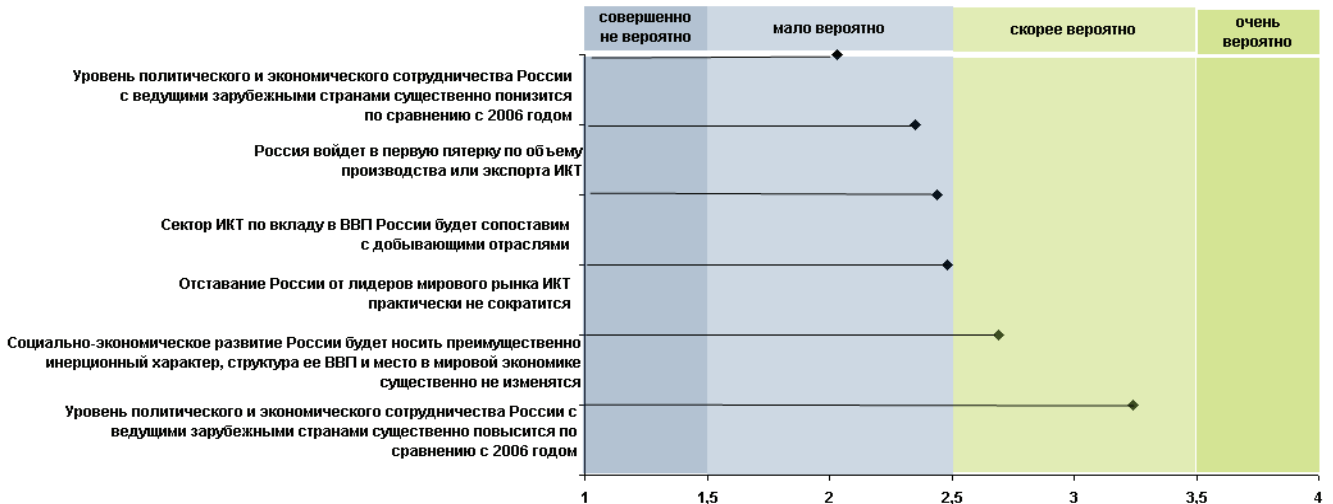 совершенно
не вероятно
мало вероятно
скорее вероятно
очень
вероятно
Уровень политического и экономического сотрудничества России
с ведущими зарубежными странами существенно понизится
по сравнению с 2006 годом
Россия войдет в первую пятерку по объему
производства или экспорта ИКТ
Сектор ИКТ по вкладу в ВВП России будет сопоставим
с добывающими отраслями
Отставание России от лидеров мирового рынка ИКТ
практически не сократится
Социально-экономическое развитие России будет носить преимущественно
инерционный характер, структура ее ВВП и место в мировой экономике
существенно не изменятся
Уровень политического и экономического сотрудничества России с
ведущими зарубежными странами существенно повысится по
сравнению с 2006 годом
1 1,5 2 2,5 3 3,5 4